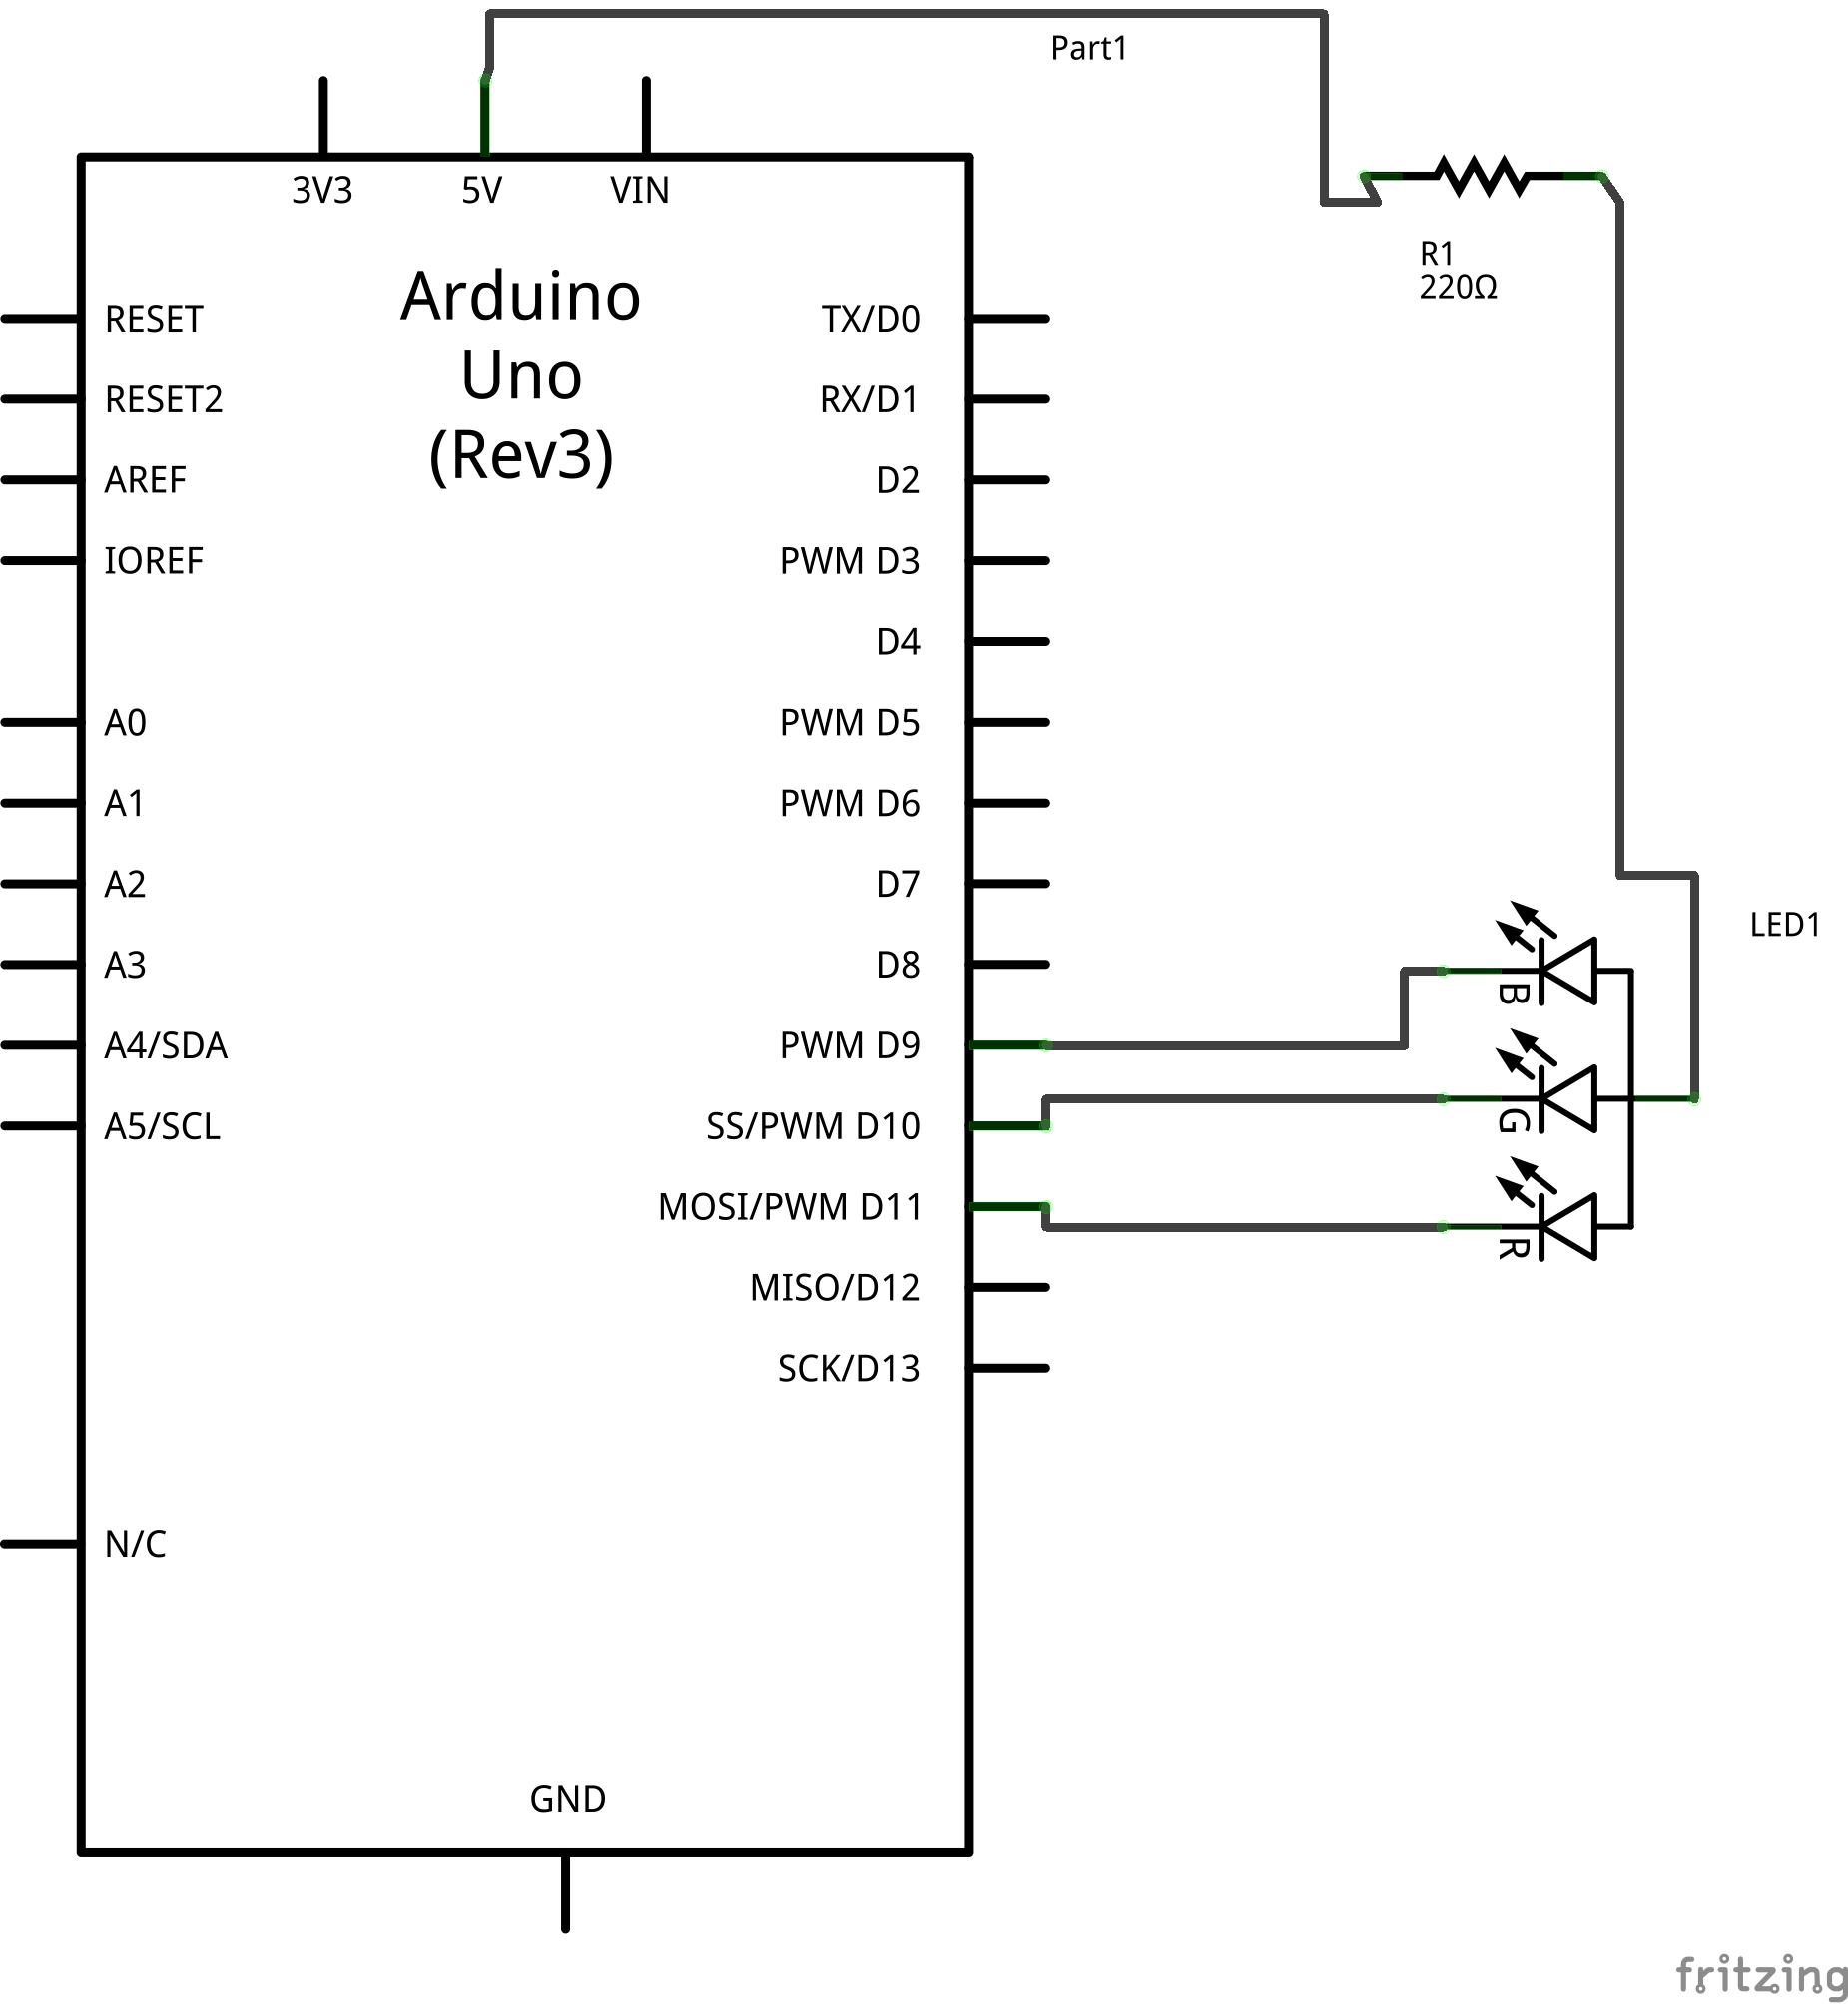 Part1
3V3 5V VIN
Arduino
Uno
(Rev3)
R1
220Ω
RESET TX/D0
RESET2 RX/D1
AREF D2
IOREF PWM D3
D4
A0 PWM D5
A1 PWM D6
A2 D7
LED1
A3 D8
B
A4/SDA PWM D9
A5/SCL SS/PWM D10
G
MOSI/PWM D11
R
MISO/D12
SCK/D13
N/C
GND
fritzing